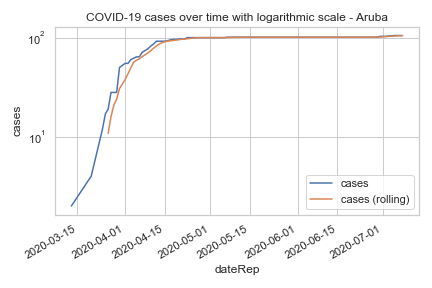 COVID-19 cases over time with logarithmic scale - Aruba
10²
10¹
cases
cases
cases (rolling)
2020-03-15
2020-04-01
2020-04-15
2020-05-01
2020-05-15
2020-06-01
2020-06-15
2020-07-01
dateRep